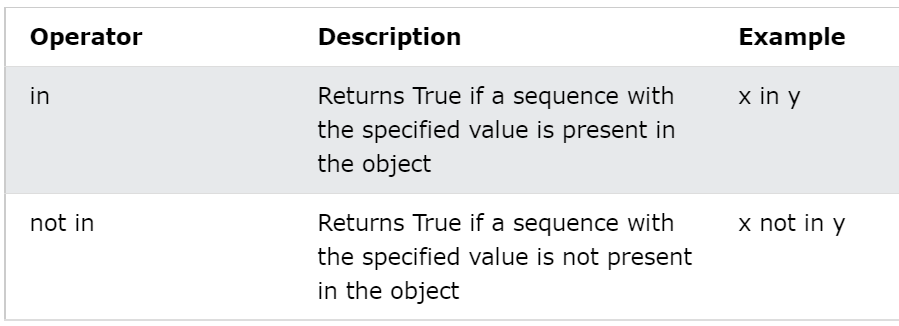 Operator Description Example
in Returns True if a sequence with x in y
the specified value is present in
the object
not in Returns True if a sequence with x not in y
the specified value is not present
in the object